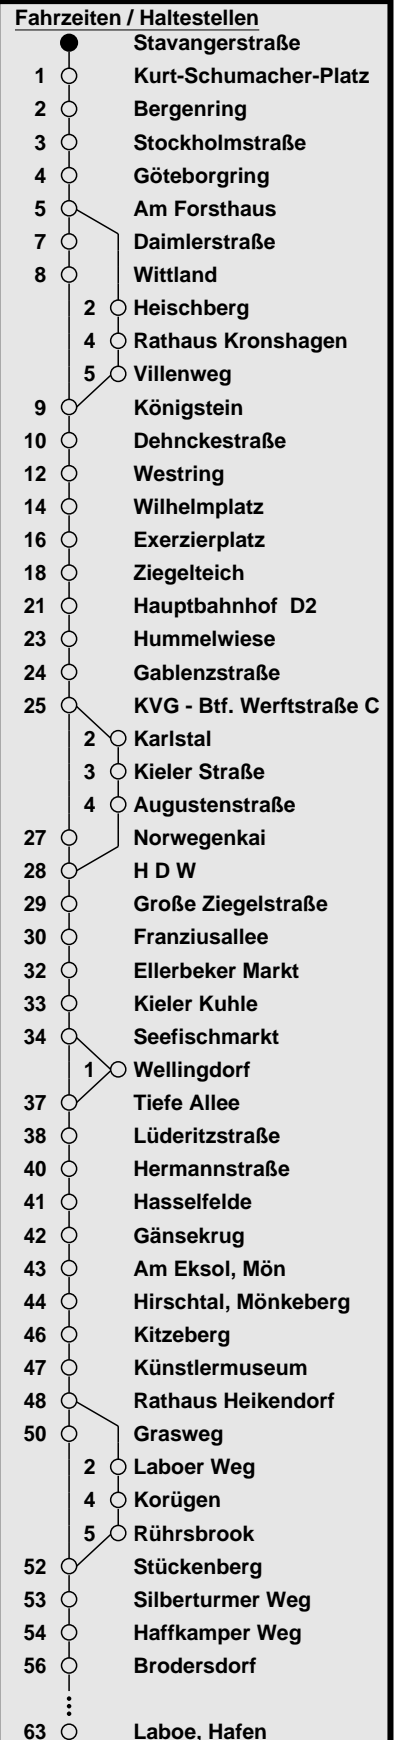 Fahrzeiten / Haltestellen
Stavangerstraße
1 Kurt-Schumacher-Platz
2 Bergenring
3 Stockholmstraße
4 Göteborgring
5 Am Forsthaus
7 Daimlerstraße
8 Wittland
2 Heischberg
4 Rathaus Kronshagen
5 Villenweg
9 Königstein
10 Dehnckestraße
12 Westring
14 Wilhelmplatz
16 Exerzierplatz
18 Ziegelteich
21 Hauptbahnhof D2
23 Hummelwiese
24 Gablenzstraße
25 KVG - Btf. Werftstraße C
2 Karlstal
3 Kieler Straße
4 Augustenstraße
27 Norwegenkai
28 H D W
29 Große Ziegelstraße
30 Franziusallee
32 Ellerbeker Markt
33 Kieler Kuhle
34 Seefischmarkt
1 Wellingdorf
37 Tiefe Allee
38 Lüderitzstraße
40 Hermannstraße
41 Hasselfelde
42 Gänsekrug
43 Am Eksol, Mön
44 Hirschtal, Mönkeberg
46 Kitzeberg
47 Künstlermuseum
48 Rathaus Heikendorf
50 Grasweg
2 Laboer Weg
4 Korügen
5 Rührsbrook
52 Stückenberg
53 Silberturmer Weg
54 Haffkamper Weg
56 Brodersdorf
63 Laboe, Hafen